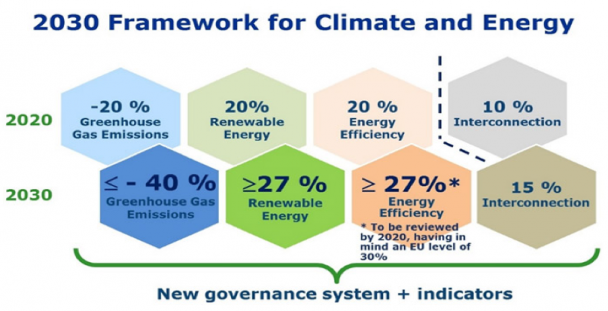 2030 Framework for Climate and Energy
2020
-20 %
Greenhouse
Gas Emissions
20%
Renewable
Energy
20 %
Energy
Efficiency
10 %
Interconnection
2030
≤ - 40 %
Greenhouse Gas
Emissions
≥27 %
Renewable
Energy
≥ 27%*
Energy
Efficiency
* To be reviewed
by 2020, having in
mind an EU level of
30%
15 %
Interconnection
New governance system + indicators